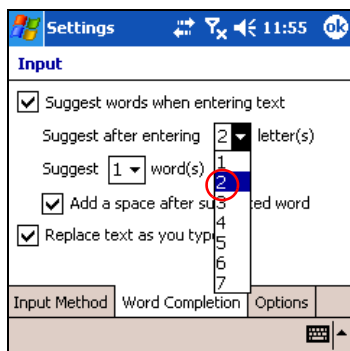 Settings 11:55 ok
Input
Suggest words when entering text
Suggest after entering 2 letter(s)
1
Suggest 1 word(s)
2
3
Add a space after su ted word
4
Replace text as you typ
5
6
7
Input Method Word Completion Options